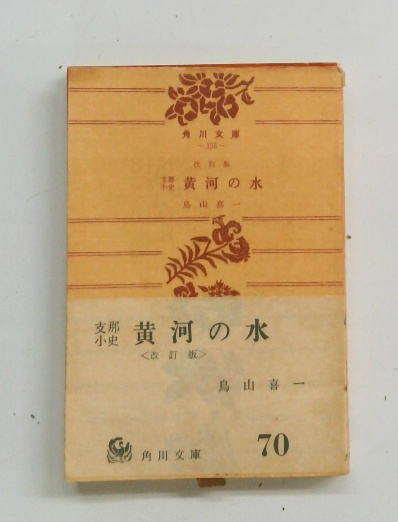 角川文庫
—155—
改訂版
支那小史 黄河の水
鳥山喜一
支那小史 黄河の水
<改訂版>
鳥山喜一
角川文庫 70